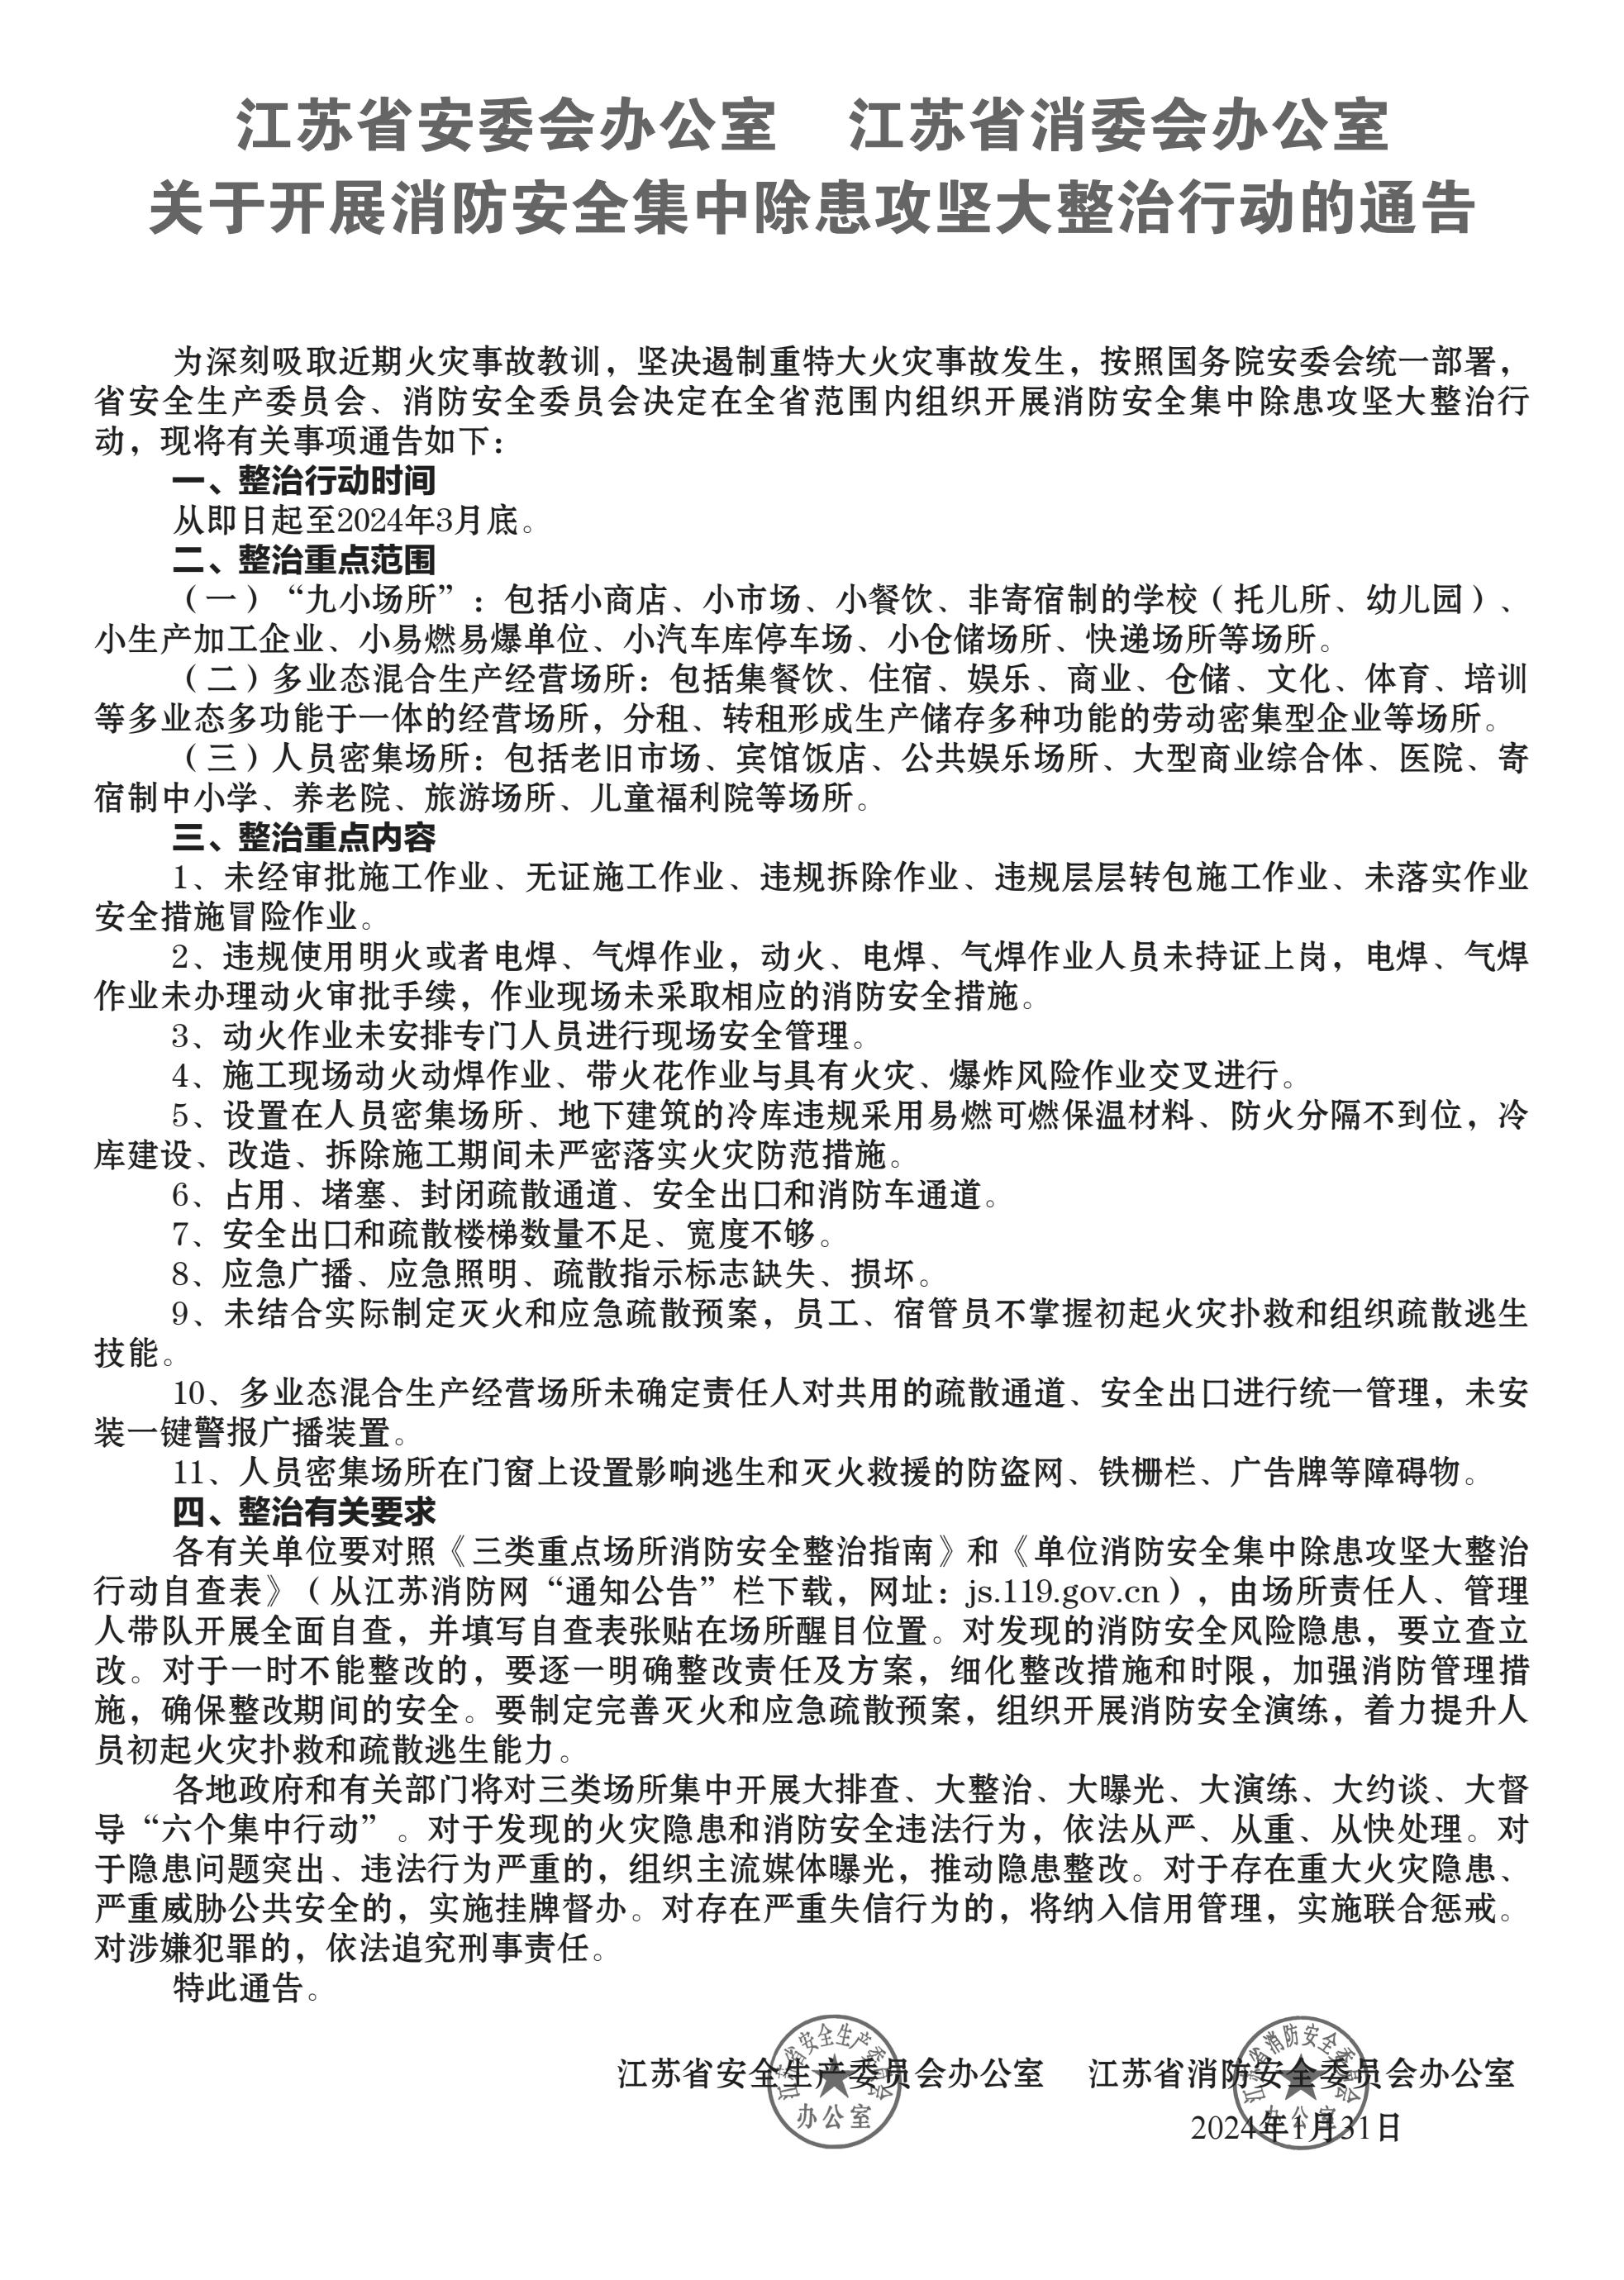 江苏省安委会办公室　江苏省消委会办公室
关于开展消防安全集中除患攻坚大整治行动的通告
为深刻吸取近期火灾事故教训，坚决遏制重特大火灾事故发生，按照国务院安委会统一部署，
省安全生产委员会、消防安全委员会决定在全省范围内组织开展消防安全集中除患攻坚大整治行
动，现将有关事项通告如下：
一、整治行动时间
从即日起至2024年3月底。
二、整治重点范围
（一）“九小场所”：包括小商店、小市场、小餐饮、非寄宿制的学校（托儿所、幼儿园）、
小生产加工企业、小易燃易爆单位、小汽车库停车场、小仓储场所、快递场所等场所。
（二）多业态混合生产经营场所：包括集餐饮、住宿、娱乐、商业、仓储、文化、体育、培训
等多业态多功能于一体的经营场所，分租、转租形成生产储存多种功能的劳动密集型企业等场所。
（三）人员密集场所：包括老旧市场、宾馆饭店、公共娱乐场所、大型商业综合体、医院、寄
宿制中小学、养老院、旅游场所、儿童福利院等场所。
三、整治重点内容
1、未经审批施工作业、无证施工作业、违规拆除作业、违规层层转包施工作业、未落实作业
安全措施冒险作业。
2、违规使用明火或者电焊、气焊作业，动火、电焊、气焊作业人员未持证上岗，电焊、气焊
作业未办理动火审批手续，作业现场未采取相应的消防安全措施。
3、动火作业未安排专门人员进行现场安全管理。
4、施工现场动火动焊作业、带火花作业与具有火灾、爆炸风险作业交叉进行。
5、设置在人员密集场所、地下建筑的冷库违规采用易燃可燃保温材料、防火分隔不到位，冷
库建设、改造、拆除施工期间未严密落实火灾防范措施。
6、占用、堵塞、封闭疏散通道、安全出口和消防车通道。
7、安全出口和疏散楼梯数量不足、宽度不够。
8、应急广播、应急照明、疏散指示标志缺失、损坏。
9、未结合实际制定灭火和应急疏散预案，员工、宿管员不掌握初起火灾扑救和组织疏散逃生
技能。
10、多业态混合生产经营场所未确定责任人对共用的疏散通道、安全出口进行统一管理，未安
装一键警报广播装置。
11、人员密集场所在门窗上设置影响逃生和灭火救援的防盗网、铁栅栏、广告牌等障碍物。
四、整治有关要求
各有关单位要对照《三类重点场所消防安全整治指南》和《单位消防安全集中除患攻坚大整治
行动自查表》（从江苏消防网“通知公告”栏下载，网址：js.119.gov.cn），由场所责任人、管理
人带队开展全面自查，并填写自查表张贴在场所醒目位置。对发现的消防安全风险隐患，要立查立
改。对于一时不能整改的，要逐一明确整改责任及方案，细化整改措施和时限，加强消防管理措
施，确保整改期间的安全。要制定完善灭火和应急疏散预案，组织开展消防安全演练，着力提升人
员初起火灾扑救和疏散逃生能力。
各地政府和有关部门将对三类场所集中开展大排查、大整治、大曝光、大演练、大约谈、大督
导“六个集中行动”。对于发现的火灾隐患和消防安全违法行为，依法从严、从重、从快处理。对
于隐患问题突出、违法行为严重的，组织主流媒体曝光，推动隐患整改。对于存在重大火灾隐患、
严重威胁公共安全的，实施挂牌督办。对存在严重失信行为的，将纳入信用管理，实施联合惩戒。
对涉嫌犯罪的，依法追究刑事责任。
特此通告。
江苏省安全生产委员会办公室　江苏省消防安全委员会办公室
2024年1月31日
江苏省安全生产委员会
办公室
江苏省消防安全委员会
办公室